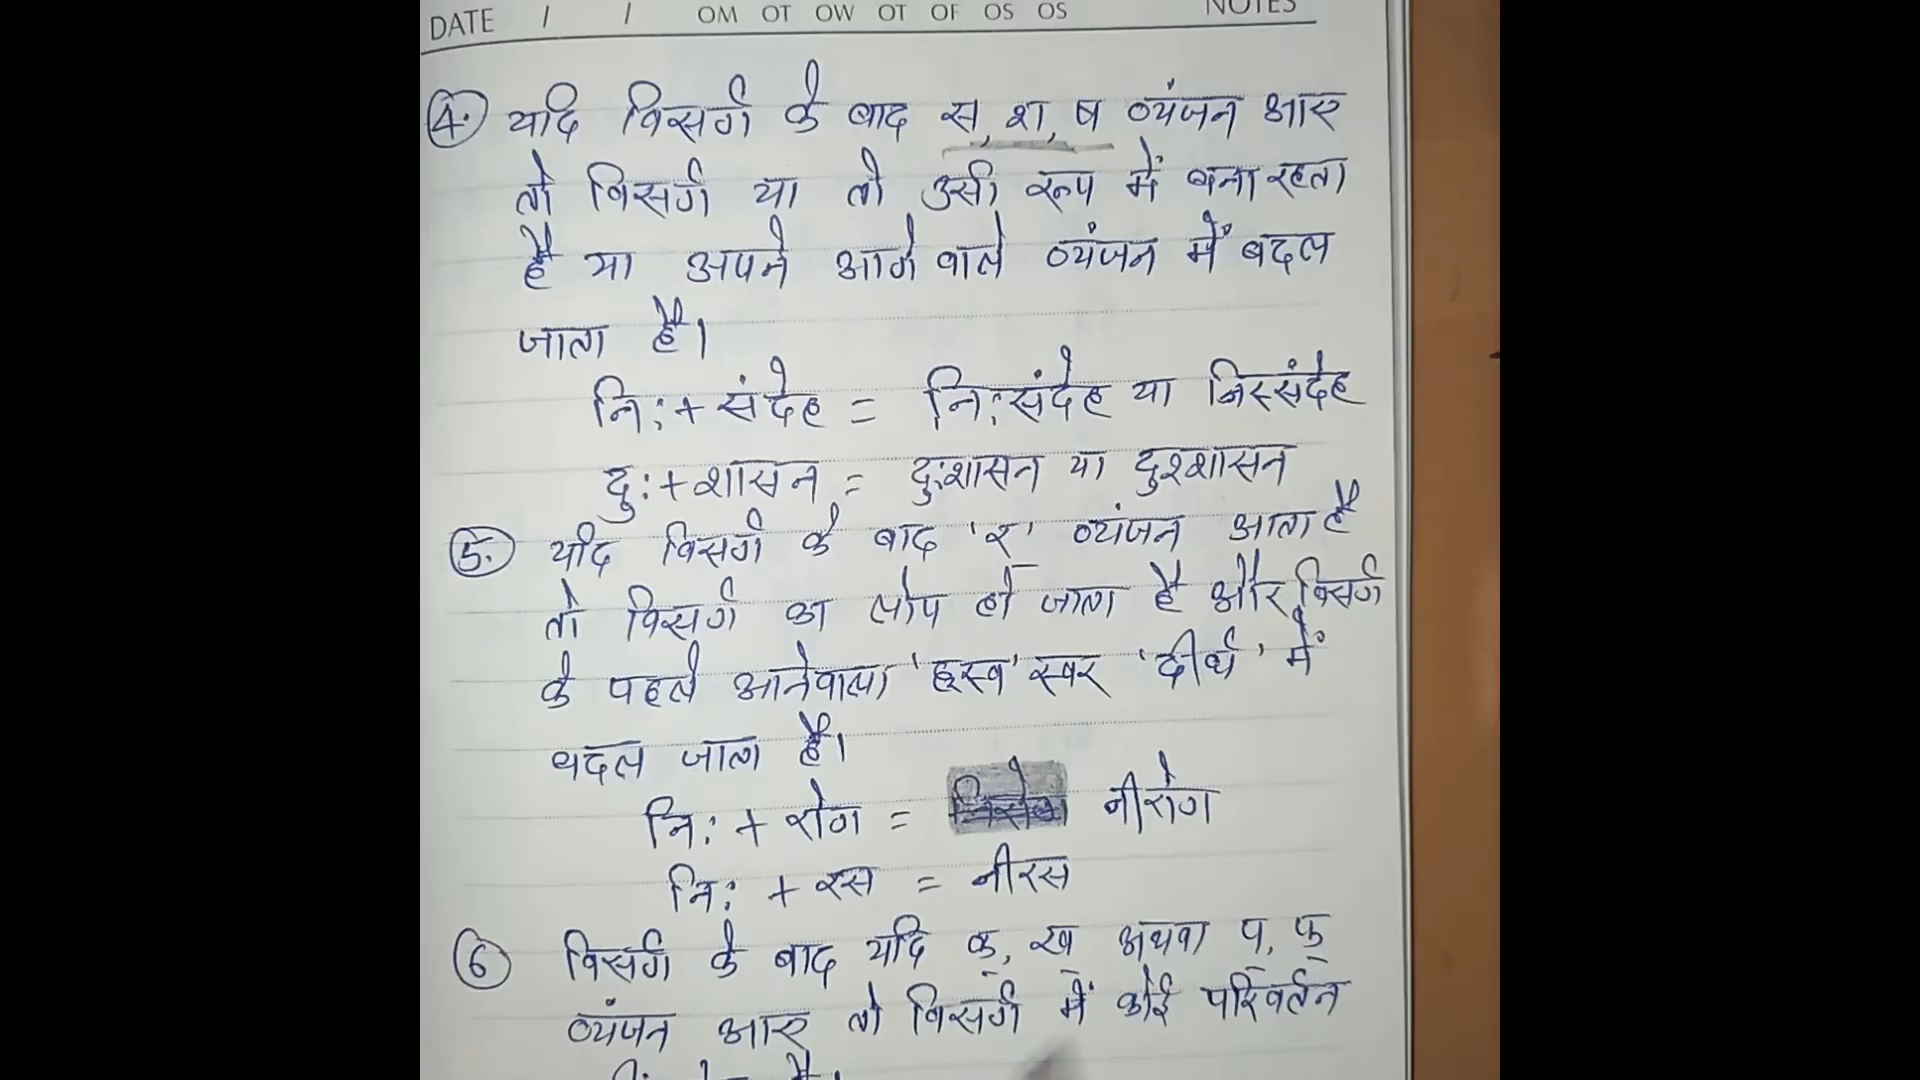 DATE / / OM OT OW OT OF OS OS NOTES
4. यदि विसर्ग के बाद स, श, ष व्यंजन आए
तो विसर्ग या तो उसी रूप में बना रहता
है या अपने आगे वाले व्यंजन में बदल
जाता है।
नि: + संदेह = नि:संदेह या निस्संदेह
दु: + शासन = दु:शासन या दुश्शासन
5. यदि विसर्ग के बाद 'र' व्यंजन आता है
तो विसर्ग का लोप हो जाता है और विसर्ग
के पहले आनेवाला 'ह्रस्व' स्वर 'दीर्घ' में
बदल जाता है।
नि: + रोग = नीरोग
नि: + रस = नीरस
6 विसर्ग के बाद यदि क्, ख् अथवा प्, फ्
व्यंजन आए तो विसर्ग में कोई परिवर्तन